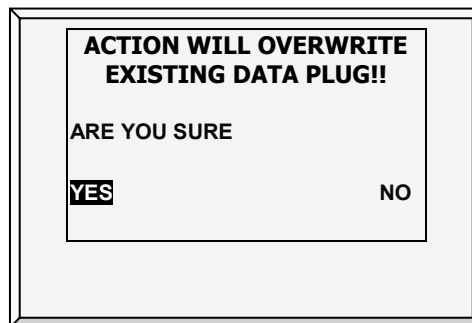 ACTION WILL OVERWRITE
EXISTING DATA PLUG!!
ARE YOU SURE
YES NO